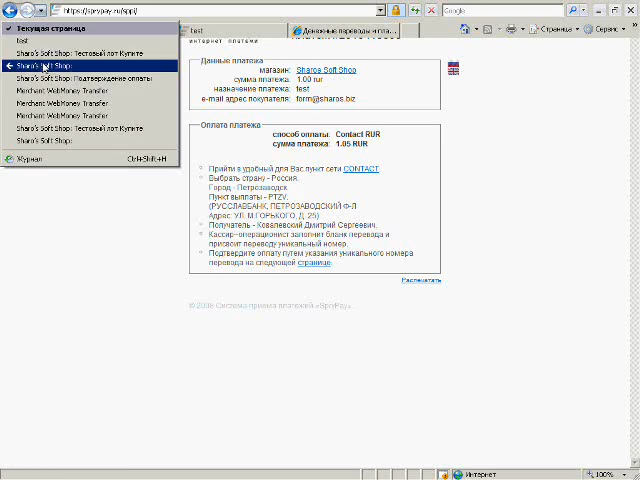 https://sprypay.ru/sppi/
Google
Текущая страница
test
Sharo's Soft Shop: Тестовый лот Купите
Sharo's Soft Shop:
Sharo's Soft Shop: Подтверждение оплаты
Merchant WebMoney Transfer
Merchant WebMoney Transfer
Merchant WebMoney Transfer
Sharo's Soft Shop: Тестовый лот Купите
Sharo's Soft Shop:
Журнал Ctrl+Shift+H
test
Денежные переводы и пла...
Страница
Сервис
интернет платежи
Данные платежа
магазин: Sharos Soft Shop
сумма платежа: 1.00 rur
назначение платежа: test
e-mail адрес покупателя: form@sharos.biz
Оплата платежа
способ оплаты: Contact RUR
сумма платежа: 1.05 RUR
Прийти в удобный для Вас пункт сети CONTACT
Выбрать страну - Россия.
Город - Петрозаводск.
Пункт выплаты - PTZV.
(РУССЛАВБАНК, ПЕТРОЗАВОДСКИЙ Ф-Л
Адрес: УЛ. М.ГОРЬКОГО, Д. 25)
Получатель - Ковалевский Дмитрий Сергеевич.
Кассир-операционист заполнит бланк перевода и
присвоит переводу уникальный номер.
Подтвердите оплату путем указания уникального номера
перевода на следующей странице.
Распечатать
© 2008 Система приема платежей «SpryPay».
Интернет
100%